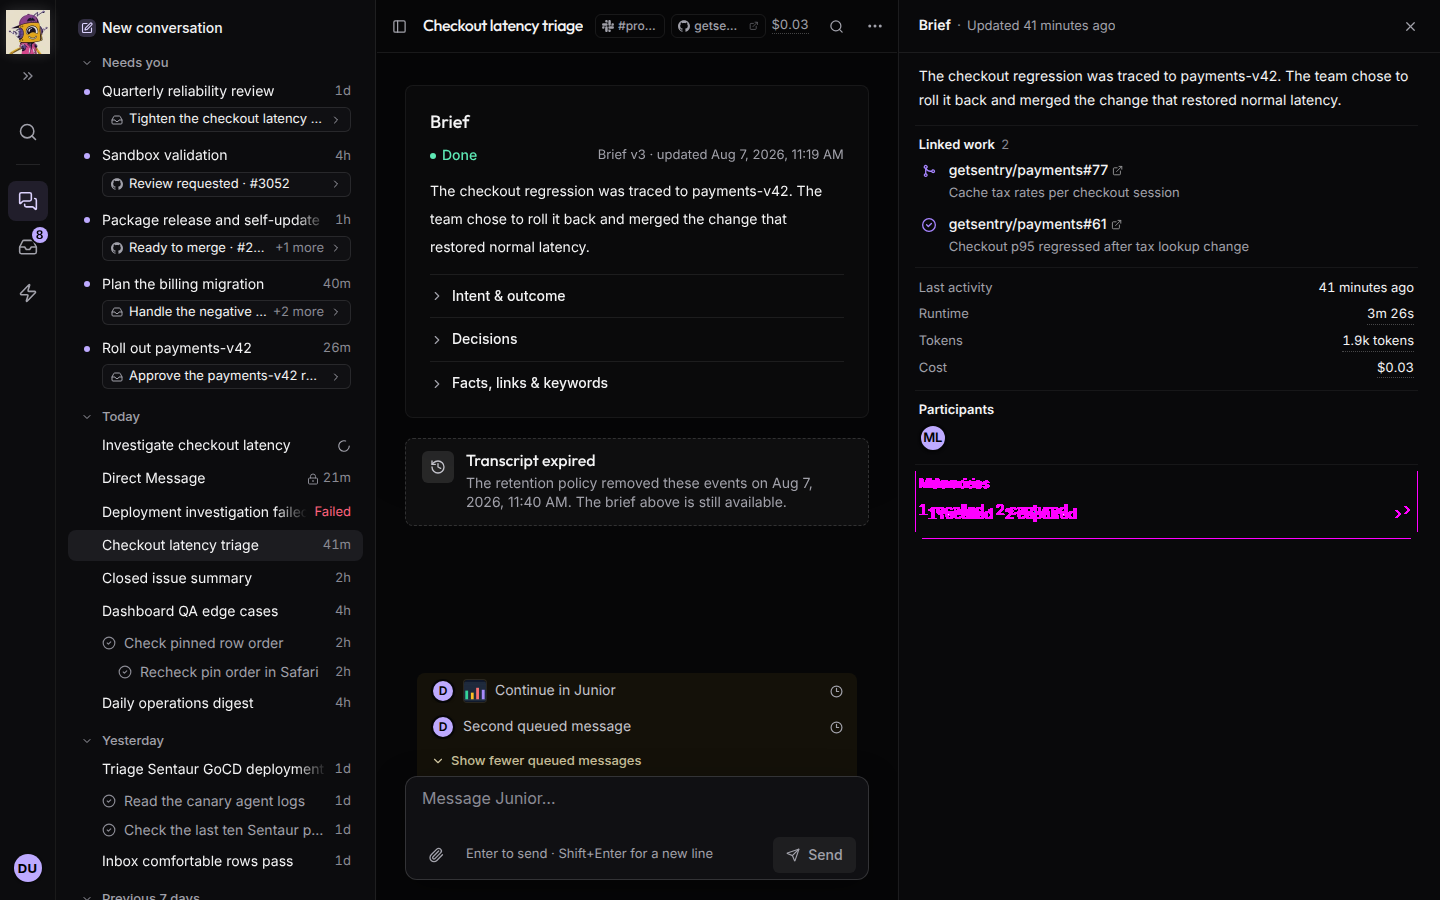 New conversation
Needs you
Quarterly reliability review 1d
Tighten the checkout latency ...
Sandbox validation 4h
Review requested · #3052
Package release and self-update 1h
Ready to merge · #2... +1 more
8
Plan the billing migration 40m
Handle the negative ... +2 more
Roll out payments-v42 26m
Approve the payments-v42 r...
Today
Investigate checkout latency
Direct Message 21m
Deployment investigation failed Failed
Checkout latency triage 41m
Closed issue summary 2h
Dashboard QA edge cases 4h
Check pinned row order 2h
Recheck pin order in Safari 2h
Daily operations digest 4h
Yesterday
Triage Sentaur GoCD deployment 1d
Read the canary agent logs 1d
Check the last ten Sentaur p... 1d
Inbox comfortable rows pass 1d
Previous 7 days
DU
Checkout latency triage #pro... getse... $0.03
Brief
Done Brief v3 · updated Aug 7, 2026, 11:19 AM
The checkout regression was traced to payments-v42. The
team chose to roll it back and merged the change that
restored normal latency.
Intent & outcome
Decisions
Facts, links & keywords
Transcript expired
The retention policy removed these events on Aug 7,
2026, 11:40 AM. The brief above is still available.
D Continue in Junior
D Second queued message
Show fewer queued messages
Message Junior...
Enter to send · Shift+Enter for a new line Send
Brief · Updated 41 minutes ago
The checkout regression was traced to payments-v42. The team chose to
roll it back and merged the change that restored normal latency.
Linked work 2
getsentry/payments#77
Cache tax rates per checkout session
getsentry/payments#61
Checkout p95 regressed after tax lookup change
Last activity 41 minutes ago
Runtime 3m 26s
Tokens 1.9k tokens
Cost $0.03
Participants
ML